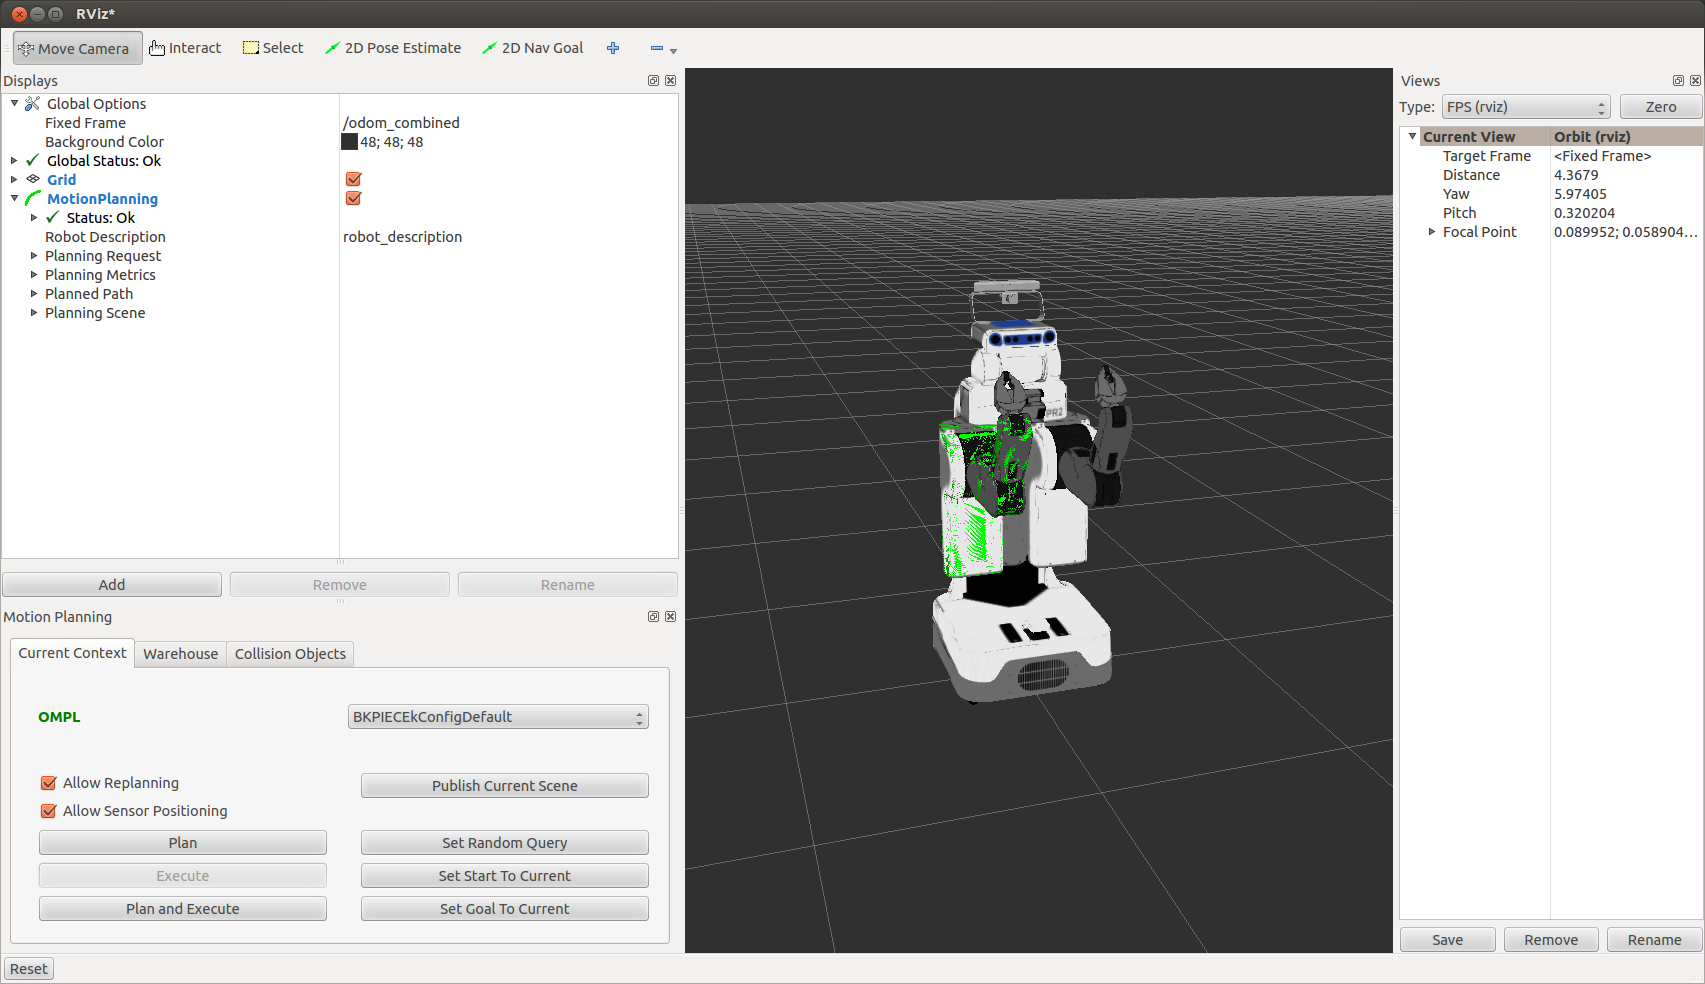 RViz*
Move Camera Interact Select 2D Pose Estimate 2D Nav Goal
Displays
Global Options
Fixed Frame /odom_combined
Background Color 48; 48; 48
Global Status: Ok
Grid
MotionPlanning
Status: Ok
Robot Description robot_description
Planning Request
Planning Metrics
Planned Path
Planning Scene
Add Remove Rename
Motion Planning
Current Context Warehouse Collision Objects
OMPL BKPIECEkConfigDefault
Allow Replanning Publish Current Scene
Allow Sensor Positioning
Plan Set Random Query
Execute Set Start To Current
Plan and Execute Set Goal To Current
Reset
PR2
Views
Type: FPS (rviz) Zero
Current View Orbit (rviz)
Target Frame <Fixed Frame>
Distance 4.3679
Yaw 5.97405
Pitch 0.320204
Focal Point 0.089952; 0.058904...
Save Remove Rename